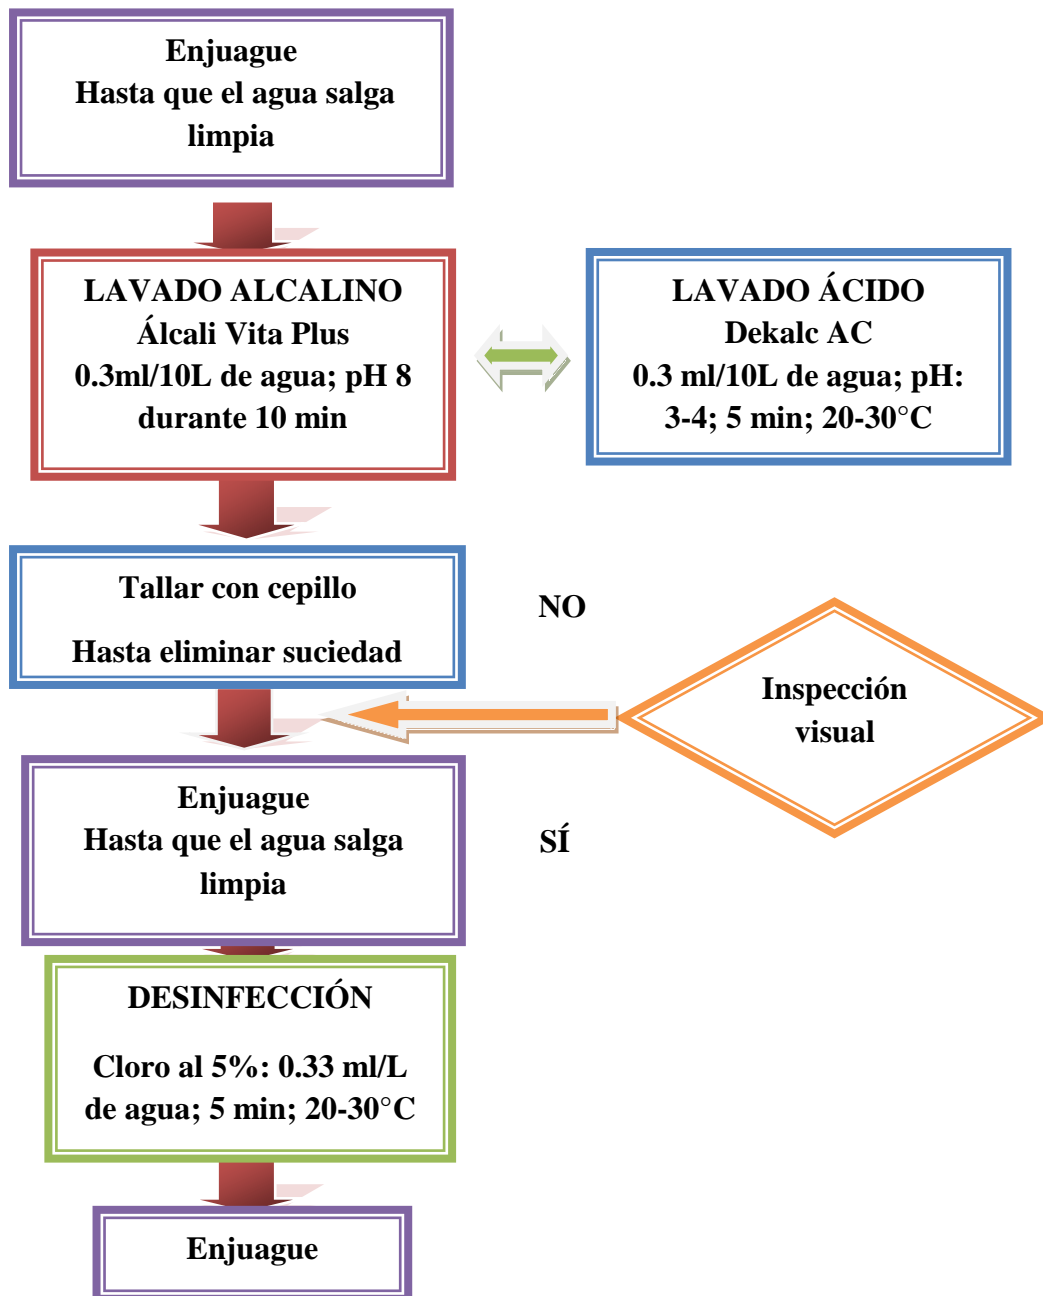 Enjuague
Hasta que el agua salga
limpia
LAVADO ALCALINO
Álcali Vita Plus
0.3ml/10L de agua; pH 8
durante 10 min
LAVADO ÁCIDO
Dekalc AC
0.3 ml/10L de agua; pH:
3-4; 5 min; 20-30°C
Tallar con cepillo
Hasta eliminar suciedad
NO
Inspección
visual
Enjuague
Hasta que el agua salga
limpia
SÍ
DESINFECCIÓN
Cloro al 5%: 0.33 ml/L
de agua; 5 min; 20-30°C
Enjuague